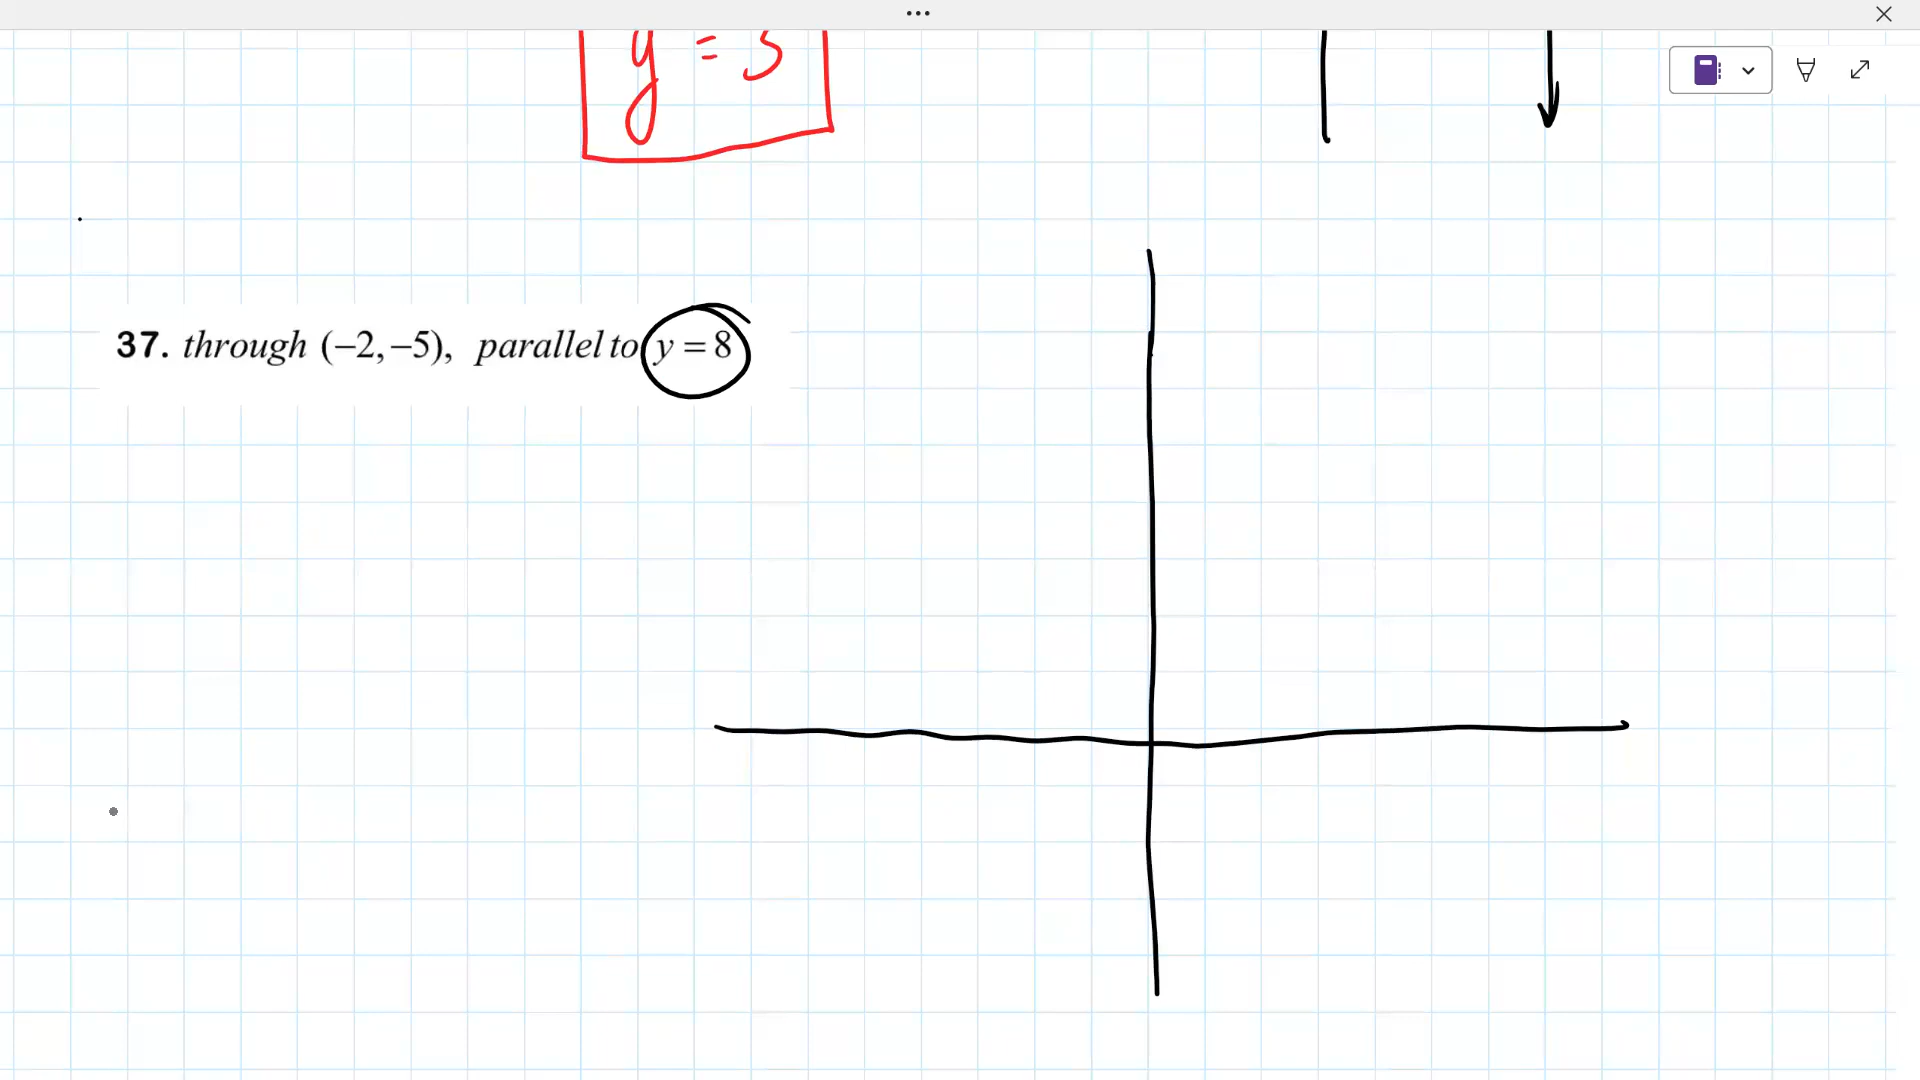 y = 5
37. through (−2,−5), parallel to y = 8